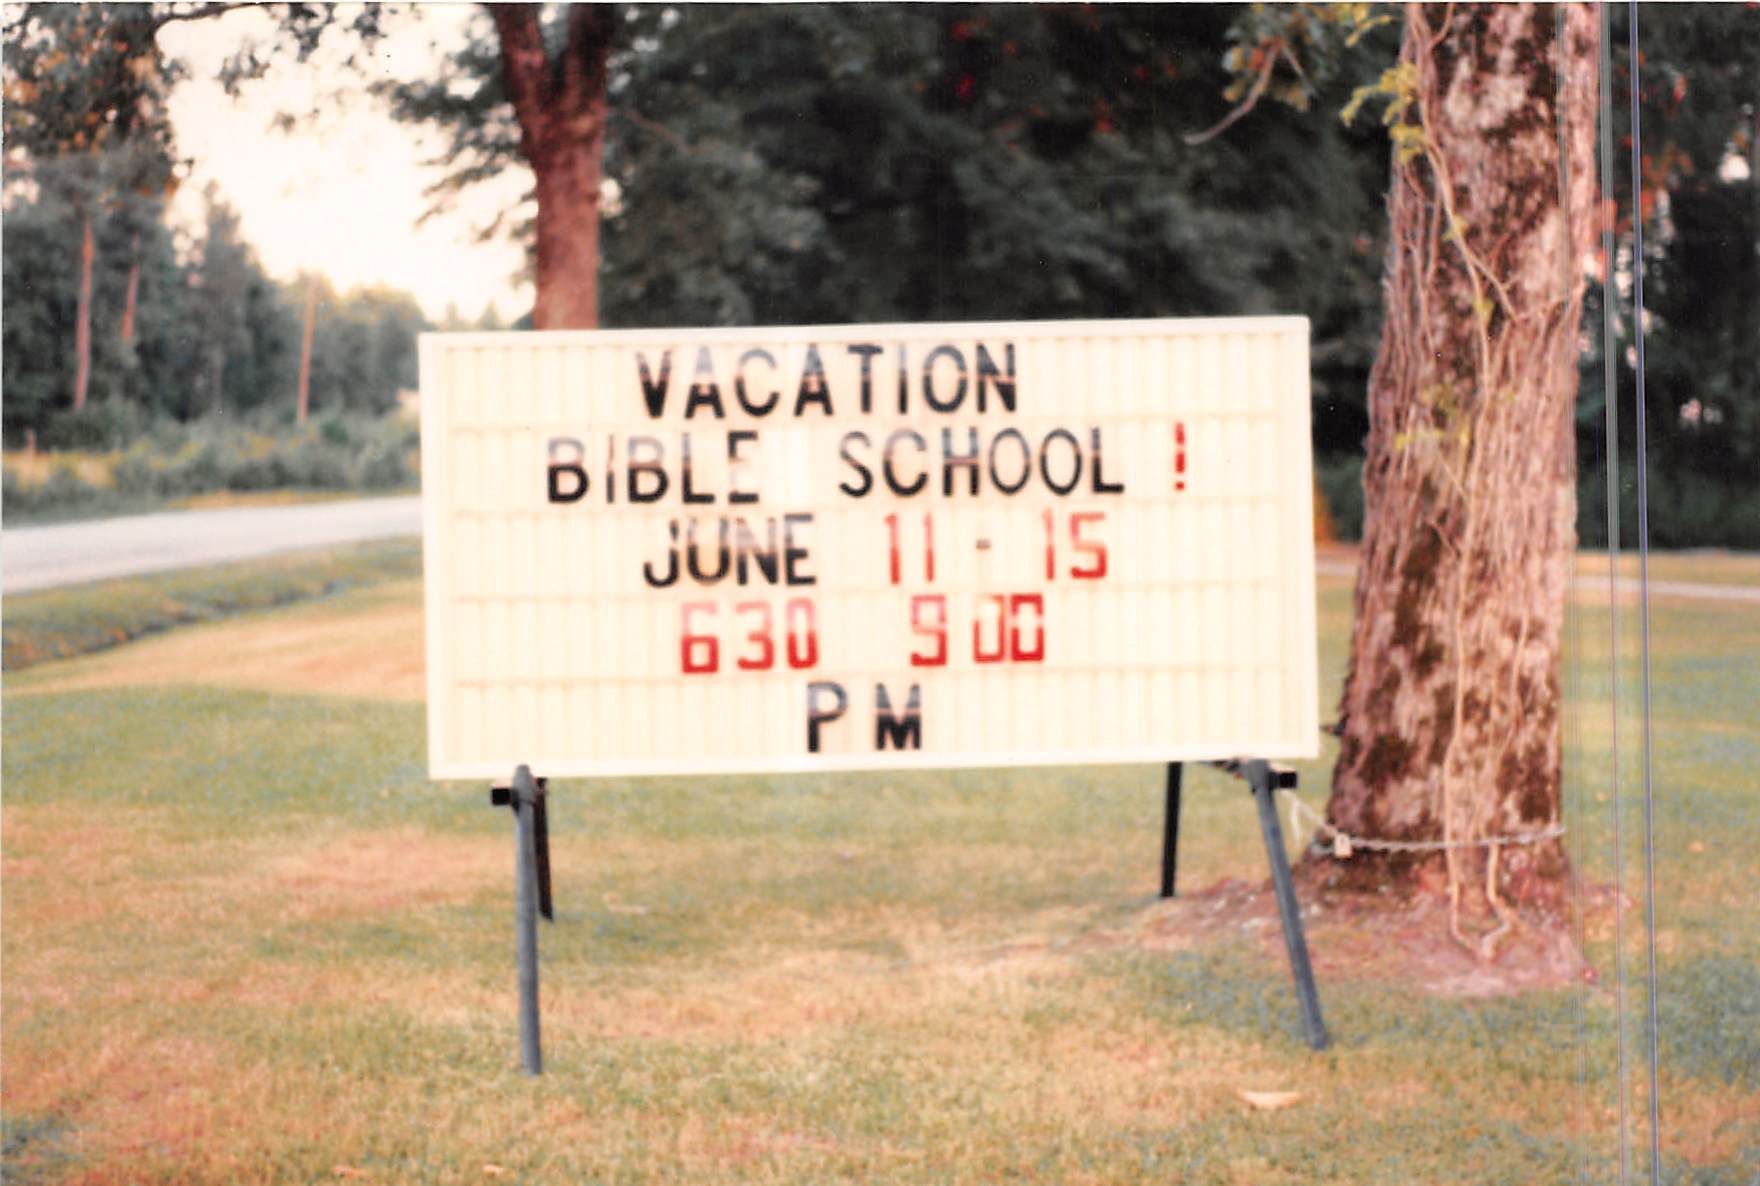 VACATION
BIBLE SCHOOL !
JUNE 11 - 15
630 900
PM